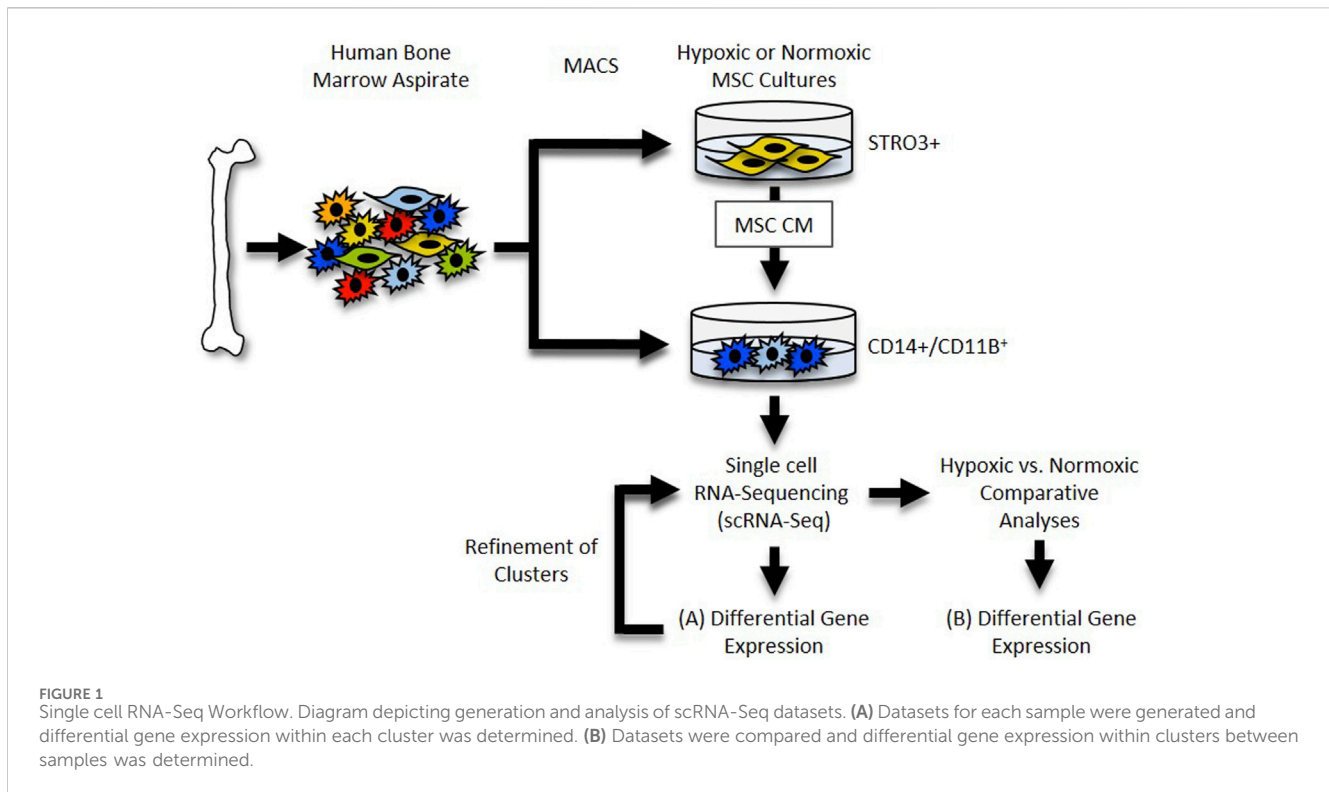 Human Bone
Marrow Aspirate
MACS
Hypoxic or Normoxic
MSC Cultures
STRO3+
MSC CM
CD14+/CD11B⁺
Single cell
RNA-Sequencing
(scRNA-Seq)
Hypoxic vs. Normoxic
Comparative
Analyses
Refinement of
Clusters
(A) Differential Gene
Expression
(B) Differential Gene
Expression
FIGURE 1
Single cell RNA-Seq Workflow. Diagram depicting generation and analysis of scRNA-Seq datasets. (A) Datasets for each sample were generated and
differential gene expression within each cluster was determined. (B) Datasets were compared and differential gene expression within clusters between
samples was determined.